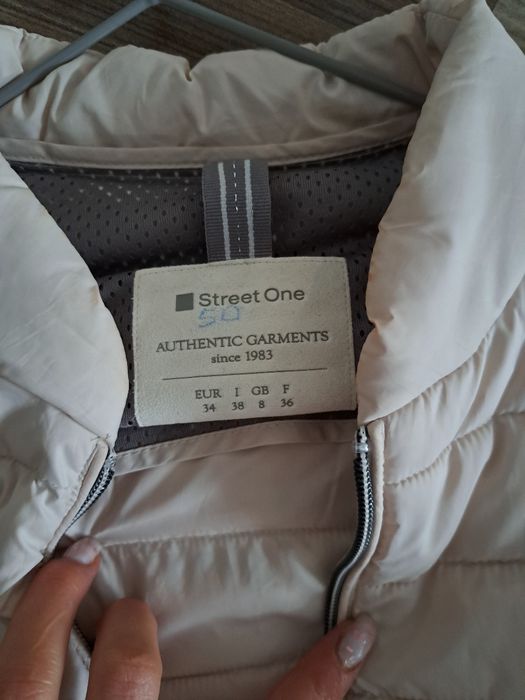 Street One
50
AUTHENTIC GARMENTS
since 1983
EUR I GB F
34 38 8 36